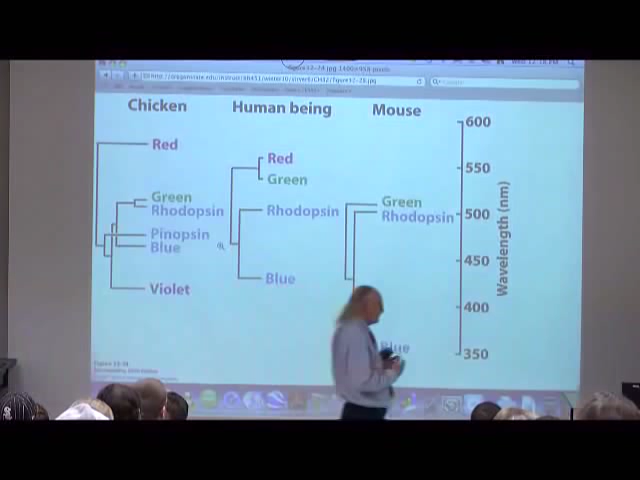 Chicken
Human being
Mouse
600
Red
Red
550
Green
Green
Green
Rhodopsin
Rhodopsin
Rhodopsin
500
Pinopsin
Blue
450
Wavelength (nm)
Violet
Blue
400
Blue
350